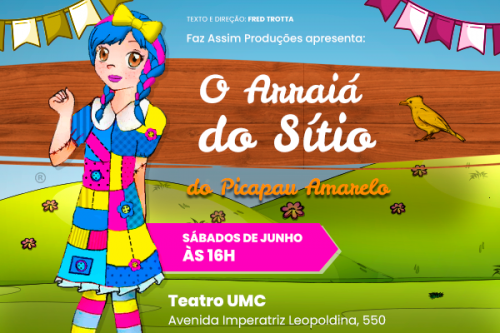 TEXTO E DIREÇÃO: FRED TROTTA
Faz Assim Produções apresenta:
O Arraiá
do Sítio
do Picapau Amarelo
®
SÁBADOS DE JUNHO
ÀS 16H
Teatro UMC
Avenida Imperatriz Leopoldina, 550